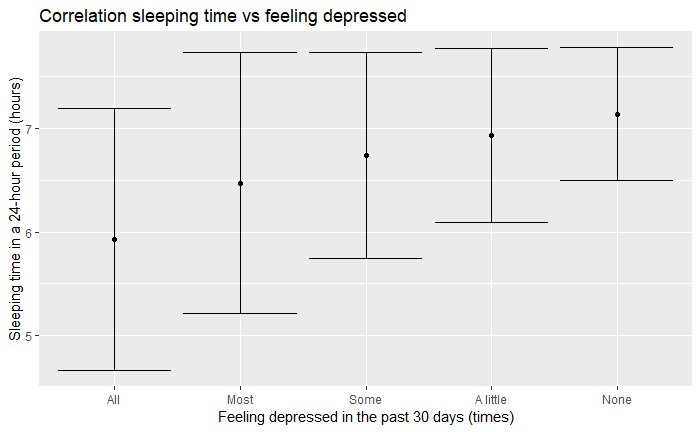 Correlation sleeping time vs feeling depressed
Sleeping time in a 24-hour period (hours)
7
6
5
All Most Some A little None
Feeling depressed in the past 30 days (times)